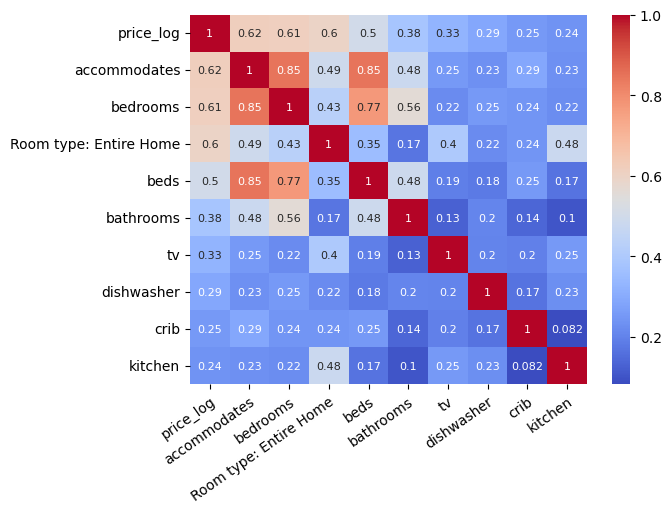 price_log 1 0.62 0.61 0.6 0.5 0.38 0.33 0.29 0.25 0.24
accommodates 0.62 1 0.85 0.49 0.85 0.48 0.25 0.23 0.29 0.23
bedrooms 0.61 0.85 1 0.43 0.77 0.56 0.22 0.25 0.24 0.22
Room type: Entire Home 0.6 0.49 0.43 1 0.35 0.17 0.4 0.22 0.24 0.48
beds 0.5 0.85 0.77 0.35 1 0.48 0.19 0.18 0.25 0.17
bathrooms 0.38 0.48 0.56 0.17 0.48 1 0.13 0.2 0.14 0.1
tv 0.33 0.25 0.22 0.4 0.19 0.13 1 0.2 0.2 0.25
dishwasher 0.29 0.23 0.25 0.22 0.18 0.2 0.2 1 0.17 0.23
crib 0.25 0.29 0.24 0.24 0.25 0.14 0.2 0.17 1 0.082
kitchen 0.24 0.23 0.22 0.48 0.17 0.1 0.25 0.23 0.082 1
price_log
accommodates
bedrooms
Room type: Entire Home
beds
bathrooms
tv
dishwasher
crib
kitchen
1.0
0.8
0.6
0.4
0.2